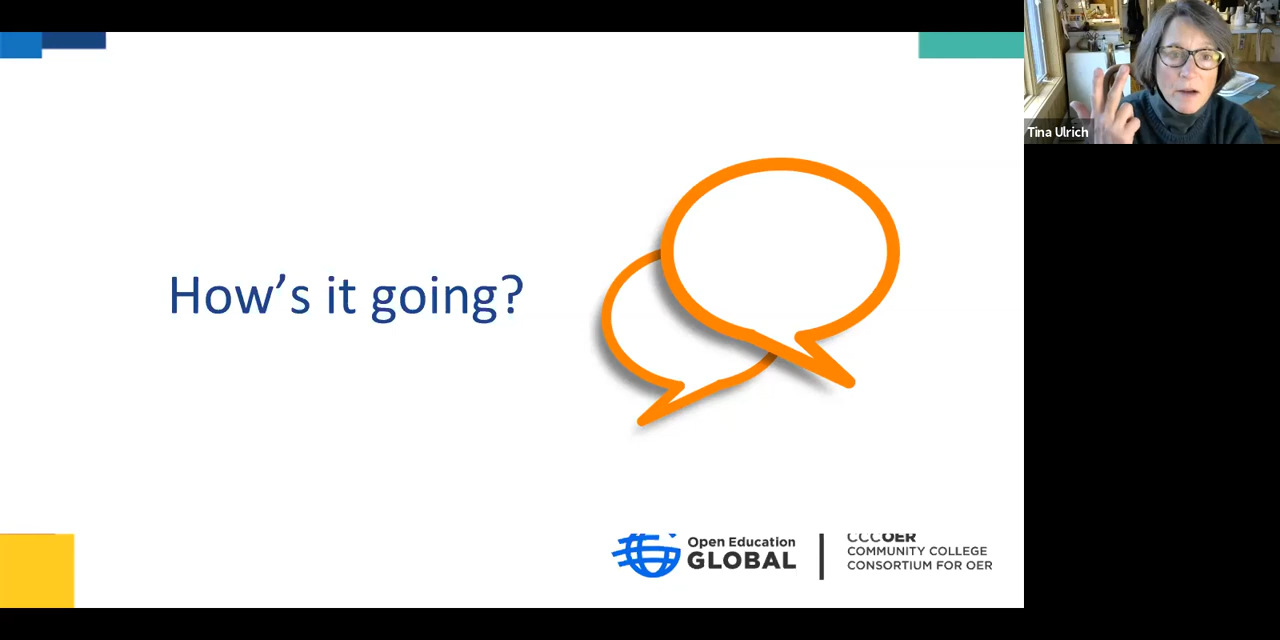 How's it going?
Tina Ulrich
Open Education
GLOBAL
CCCOER
COMMUNITY COLLEGE
CONSORTIUM FOR OER